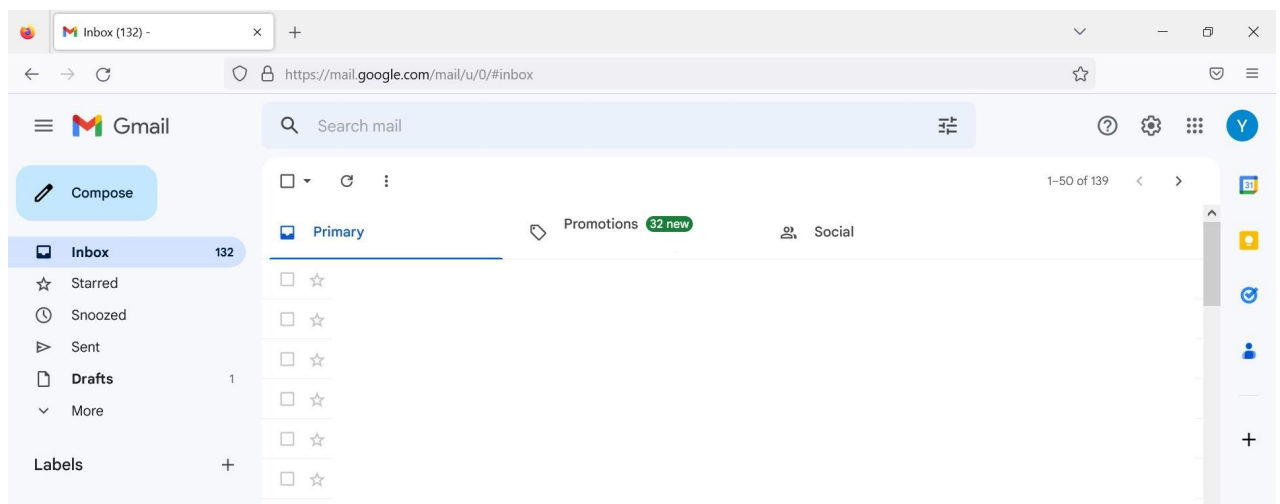 Inbox (132) -
https://mail.google.com/mail/u/0/#inbox
Gmail
Search mail
Y
Compose
1–50 of 139
31
Primary
Promotions 32 new
Social
Inbox 132
Starred
Snoozed
Sent
Drafts 1
More
Labels